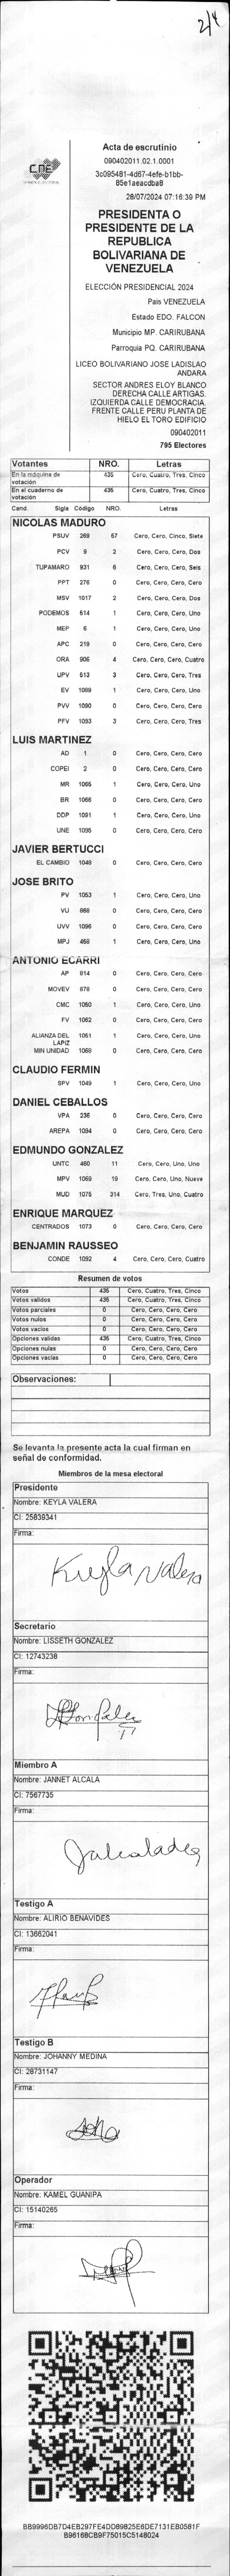 2/4
CNE
Acta de escrutinio
090402011.02.1.0001
3c095481-4d67-4efe-b1bb-
85e1aeacdba8
28/07/2024 07:16:39 PM
PRESIDENTA O
PRESIDENTE DE LA
REPUBLICA
BOLIVARIANA DE
VENEZUELA
ELECCIÓN PRESIDENCIAL 2024
Pais VENEZUELA
Estado EDO. FALCON
Municipio MP. CARIRUBANA
Parroquia PQ. CARIRUBANA
LICEO BOLIVARIANO JOSE LADISLAO
ANDARA
SECTOR ANDRES ELOY BLANCO
DERECHA CALLE ARTIGAS.
IZQUIERDA CALLE DEMOCRACIA.
FRENTE CALLE PERU PLANTA DE
HIELO EL TORO EDIFICIO
090402011
795 Electores
Votantes NRO. Letras
En la máquina de votación 435 Cero, Cuatro, Tres, Cinco
En el cuaderno de votación 435 Cero, Cuatro, Tres, Cinco
Cand. Sigla Código NRO. Letras
NICOLAS MADURO
PSUV 269 57 Cero, Cero, Cinco, Siete
PCV 9 2 Cero, Cero, Cero, Dos
TUPAMARO 931 6 Cero, Cero, Cero, Seis
PPT 276 0 Cero, Cero, Cero, Cero
MSV 1017 2 Cero, Cero, Cero, Dos
PODEMOS 514 1 Cero, Cero, Cero, Uno
MEP 6 1 Cero, Cero, Cero, Uno
APC 219 0 Cero, Cero, Cero, Cero
ORA 905 4 Cero, Cero, Cero, Cuatro
UPV 513 3 Cero, Cero, Cero, Tres
EV 1089 1 Cero, Cero, Cero, Uno
PVV 1090 0 Cero, Cero, Cero, Cero
PFV 1093 3 Cero, Cero, Cero, Tres
LUIS MARTINEZ
AD 1 0 Cero, Cero, Cero, Cero
COPEI 2 0 Cero, Cero, Cero, Cero
MR 1065 1 Cero, Cero, Cero, Uno
BR 1066 0 Cero, Cero, Cero, Cero
DDP 1091 1 Cero, Cero, Cero, Uno
UNE 1095 0 Cero, Cero, Cero, Cero
JAVIER BERTUCCI
EL CAMBIO 1048 0 Cero, Cero, Cero, Cero
JOSE BRITO
PV 1053 1 Cero, Cero, Cero, Uno
VU 868 0 Cero, Cero, Cero, Cero
UVV 1096 0 Cero, Cero, Cero, Cero
MPJ 458 1 Cero, Cero, Cero, Uno
ANTONIO ECARRI
AP 814 0 Cero, Cero, Cero, Cero
MOVEV 878 0 Cero, Cero, Cero, Cero
CMC 1050 1 Cero, Cero, Cero, Uno
FV 1062 0 Cero, Cero, Cero, Cero
ALIANZA DEL LAPIZ 1051 1 Cero, Cero, Cero, Uno
MIN UNIDAD 1068 0 Cero, Cero, Cero, Cero
CLAUDIO FERMIN
SPV 1049 1 Cero, Cero, Cero, Uno
DANIEL CEBALLOS
VPA 236 0 Cero, Cero, Cero, Cero
AREPA 1094 0 Cero, Cero, Cero, Cero
EDMUNDO GONZALEZ
UNTC 460 11 Cero, Cero, Uno, Uno
MPV 1069 19 Cero, Cero, Uno, Nueve
MUD 1075 314 Cero, Tres, Uno, Cuatro
ENRIQUE MARQUEZ
CENTRADOS 1073 0 Cero, Cero, Cero, Cero
BENJAMIN RAUSSEO
CONDE 1092 4 Cero, Cero, Cero, Cuatro
Resumen de votos
Votos 435 Cero, Cuatro, Tres, Cinco
Votos validos 435 Cero, Cuatro, Tres, Cinco
Votos parciales 0 Cero, Cero, Cero, Cero
Votos nulos 0 Cero, Cero, Cero, Cero
Votos vacios 0 Cero, Cero, Cero, Cero
Opciones validas 435 Cero, Cuatro, Tres, Cinco
Opciones nulas 0 Cero, Cero, Cero, Cero
Opciones vacias 0 Cero, Cero, Cero, Cero
Observaciones:
Se levanta la presente acta la cual firman en
señal de conformidad.
Miembros de la mesa electoral
Presidente
Nombre: KEYLA VALERA
CI: 25839341
Firma:
Keyla Valera
Secretario
Nombre: LISSETH GONZALEZ
CI: 12743238
Firma:
Miembro A
Nombre: JANNET ALCALA
CI: 7567735
Firma:
Testigo A
Nombre: ALIRIO BENAVIDES
CI: 13662041
Firma:
Testigo B
Nombre: JOHANNY MEDINA
CI: 28731147
Firma:
Operador
Nombre: KAMEL GUANIPA
CI: 15140265
Firma:
BB9996DB7D4EB297FE4DD89825E6DE7131EB0581F
B96168CB9F75015C5148024